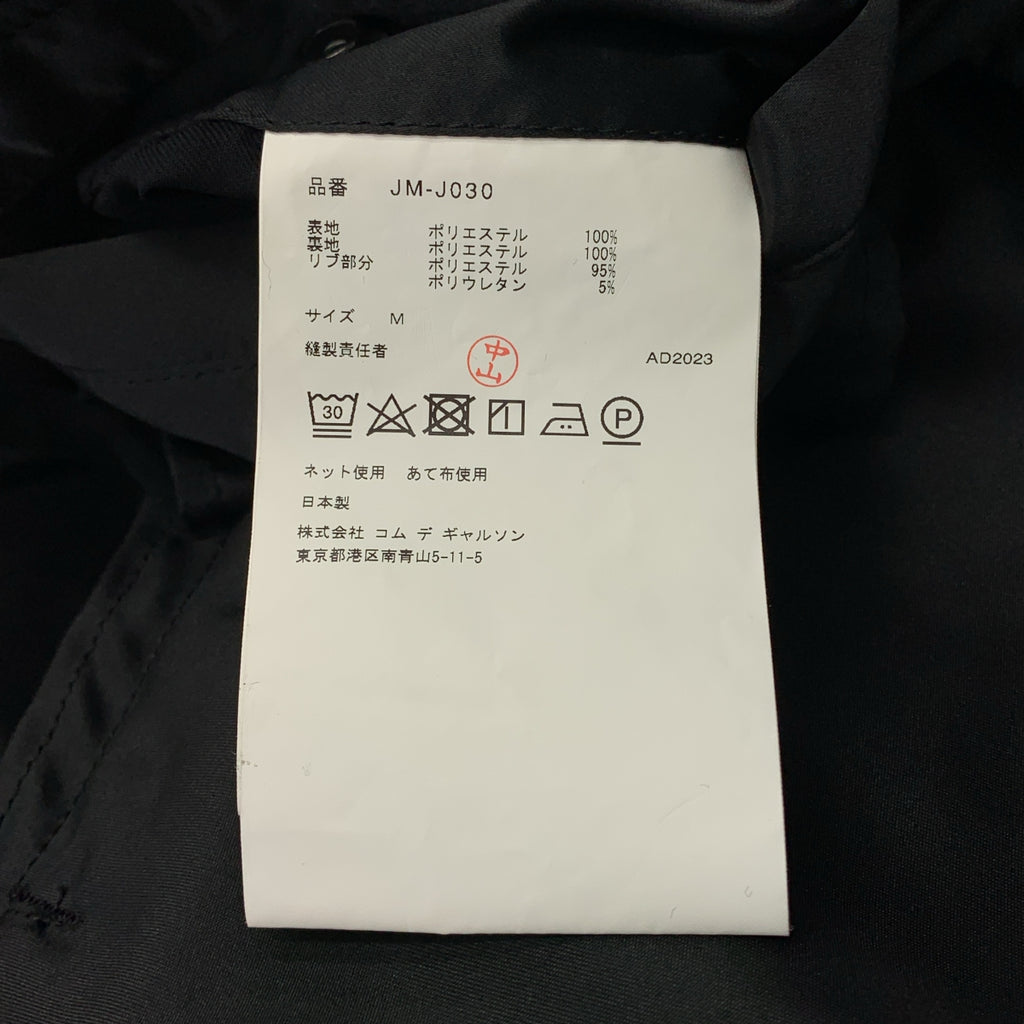 品番 JM-J030
表地 ポリエステル 100%
裏地 ポリエステル 100%
リブ部分 ポリエステル 95%
ポリウレタン 5%
サイズ M
縫製責任者 中山 AD2023
30 P
ネット使用 あて布使用
日本製
株式会社 コム デ ギャルソン
東京都港区南青山5-11-5